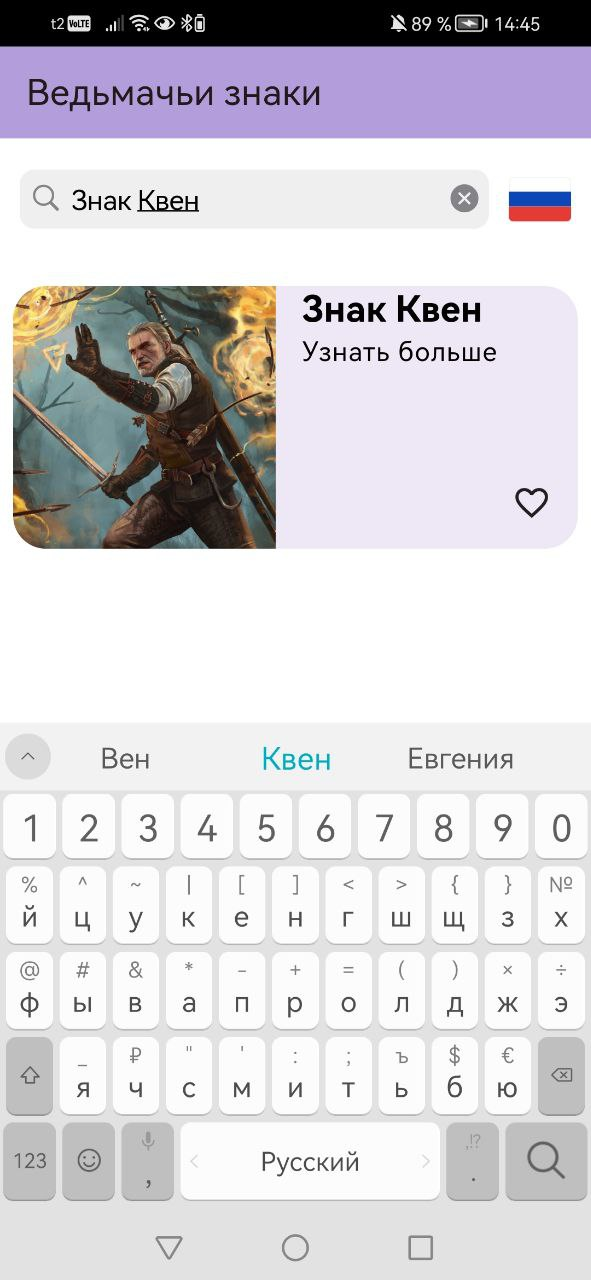 t2 VoLTE 89 % 14:45
Ведьмачьи знаки
Знак Квен
Знак Квен
Узнать больше
Вен Квен Евгения
1 2 3 4 5 6 7 8 9 0
% ^ ~ | [ ] < > { } №
й ц у к е н г ш щ з х
@ # & * - + = ( ) × ÷
ф ы в а п р о л д ж э
_ ₽ " ' : ; ъ $ €
я ч с м и т ь б ю
,!?
123 , Русский .